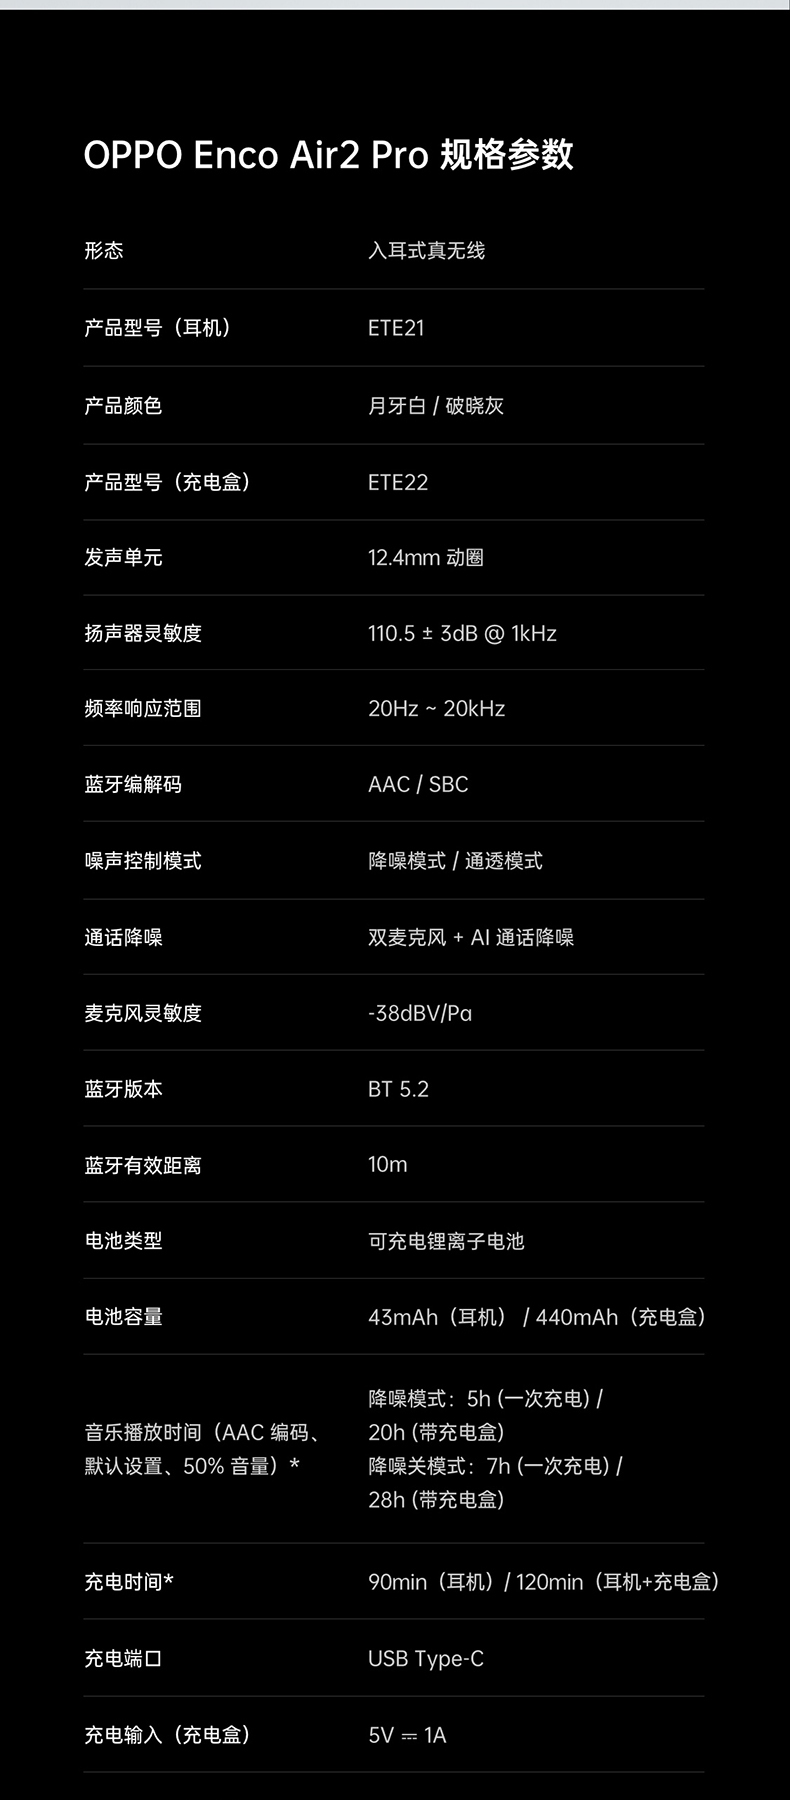 OPPO Enco Air2 Pro 规格参数
形态 入耳式真无线
产品型号（耳机） ETE21
产品颜色 月牙白 / 破晓灰
产品型号（充电盒） ETE22
发声单元 12.4mm 动圈
扬声器灵敏度 110.5 ± 3dB @ 1kHz
频率响应范围 20Hz ~ 20kHz
蓝牙编解码 AAC / SBC
噪声控制模式 降噪模式 / 通透模式
通话降噪 双麦克风 + AI 通话降噪
麦克风灵敏度 -38dBV/Pa
蓝牙版本 BT 5.2
蓝牙有效距离 10m
电池类型 可充电锂离子电池
电池容量 43mAh（耳机） / 440mAh（充电盒）
音乐播放时间（AAC 编码、
默认设置、50% 音量）*
降噪模式：5h (一次充电) /
20h (带充电盒)
降噪关模式：7h (一次充电) /
28h (带充电盒)
充电时间* 90min（耳机）/ 120min（耳机+充电盒）
充电端口 USB Type-C
充电输入（充电盒） 5V ⎓ 1A